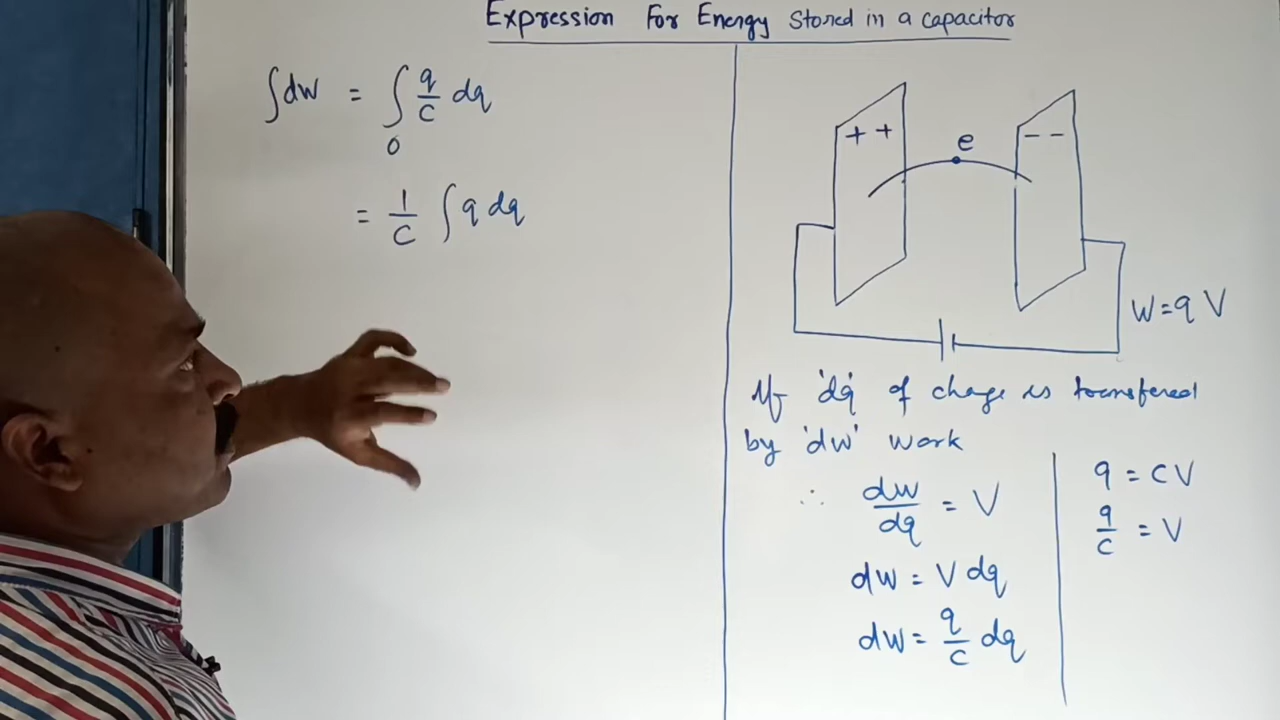 Expression For Energy Stored in a capacitor
∫dw = ∫ q/c dq
0
= 1/c ∫ q dq
+ +
e
- -
W = q V
If 'dq' of charge is transfered
by 'dw' work
∴ dw/dq = V
dw = V dq
dw = q/c dq
q = CV
q/c = V